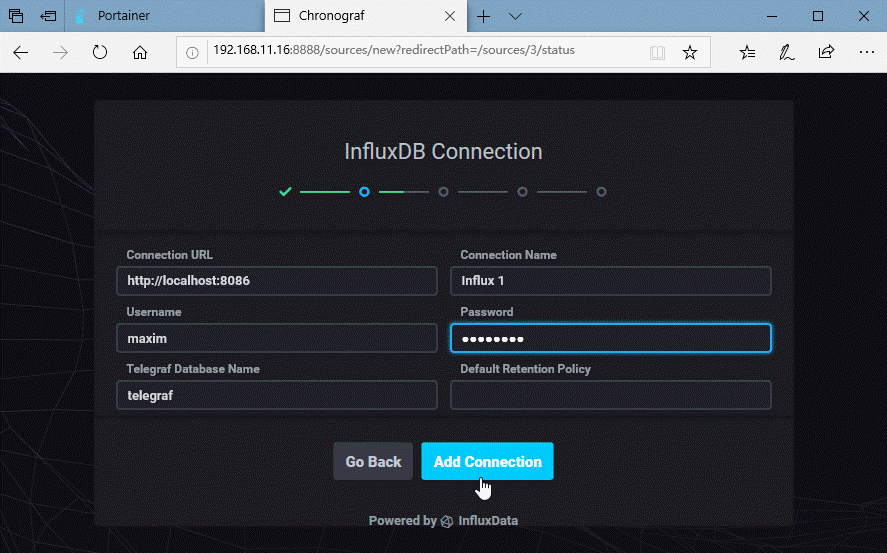 Portainer
Chronograf
192.168.11.16:8888/sources/new?redirectPath=/sources/3/status
InfluxDB Connection
Connection URL
Connection Name
http://localhost:8086
Influx 1
Username
Password
maxim
••••••••
Telegraf Database Name
Default Retention Policy
telegraf
Go Back
Add Connection
Powered by InfluxData